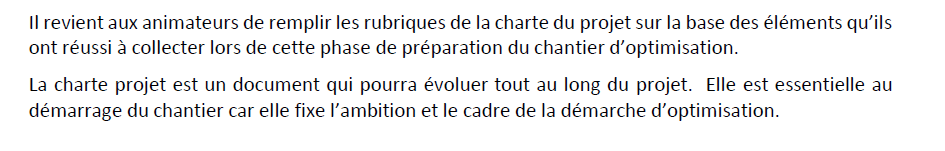 Il revient aux animateurs de remplir les rubriques de la charte du projet sur la base des éléments qu’ils
ont réussi à collecter lors de cette phase de préparation du chantier d’optimisation.
La charte projet est un document qui pourra évoluer tout au long du projet.  Elle est essentielle au
démarrage du chantier car elle fixe l’ambition et le cadre de la démarche d’optimisation.